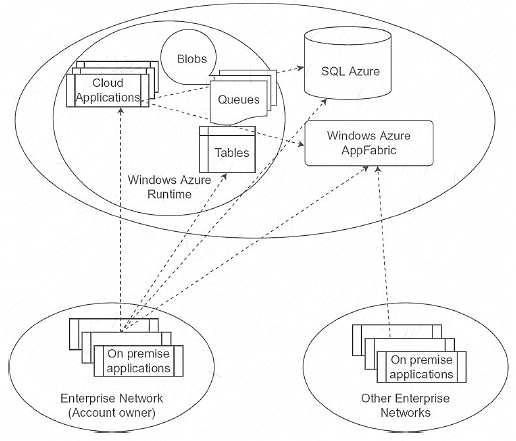 Blobs
Cloud
Applications
SQL Azure
Queues
Windows Azure
AppFabric
Tables
Windows Azure
Runtime
On premise
applications
On premise
applications
Enterprise Network
(Account owner)
Other Enterprise
Networks